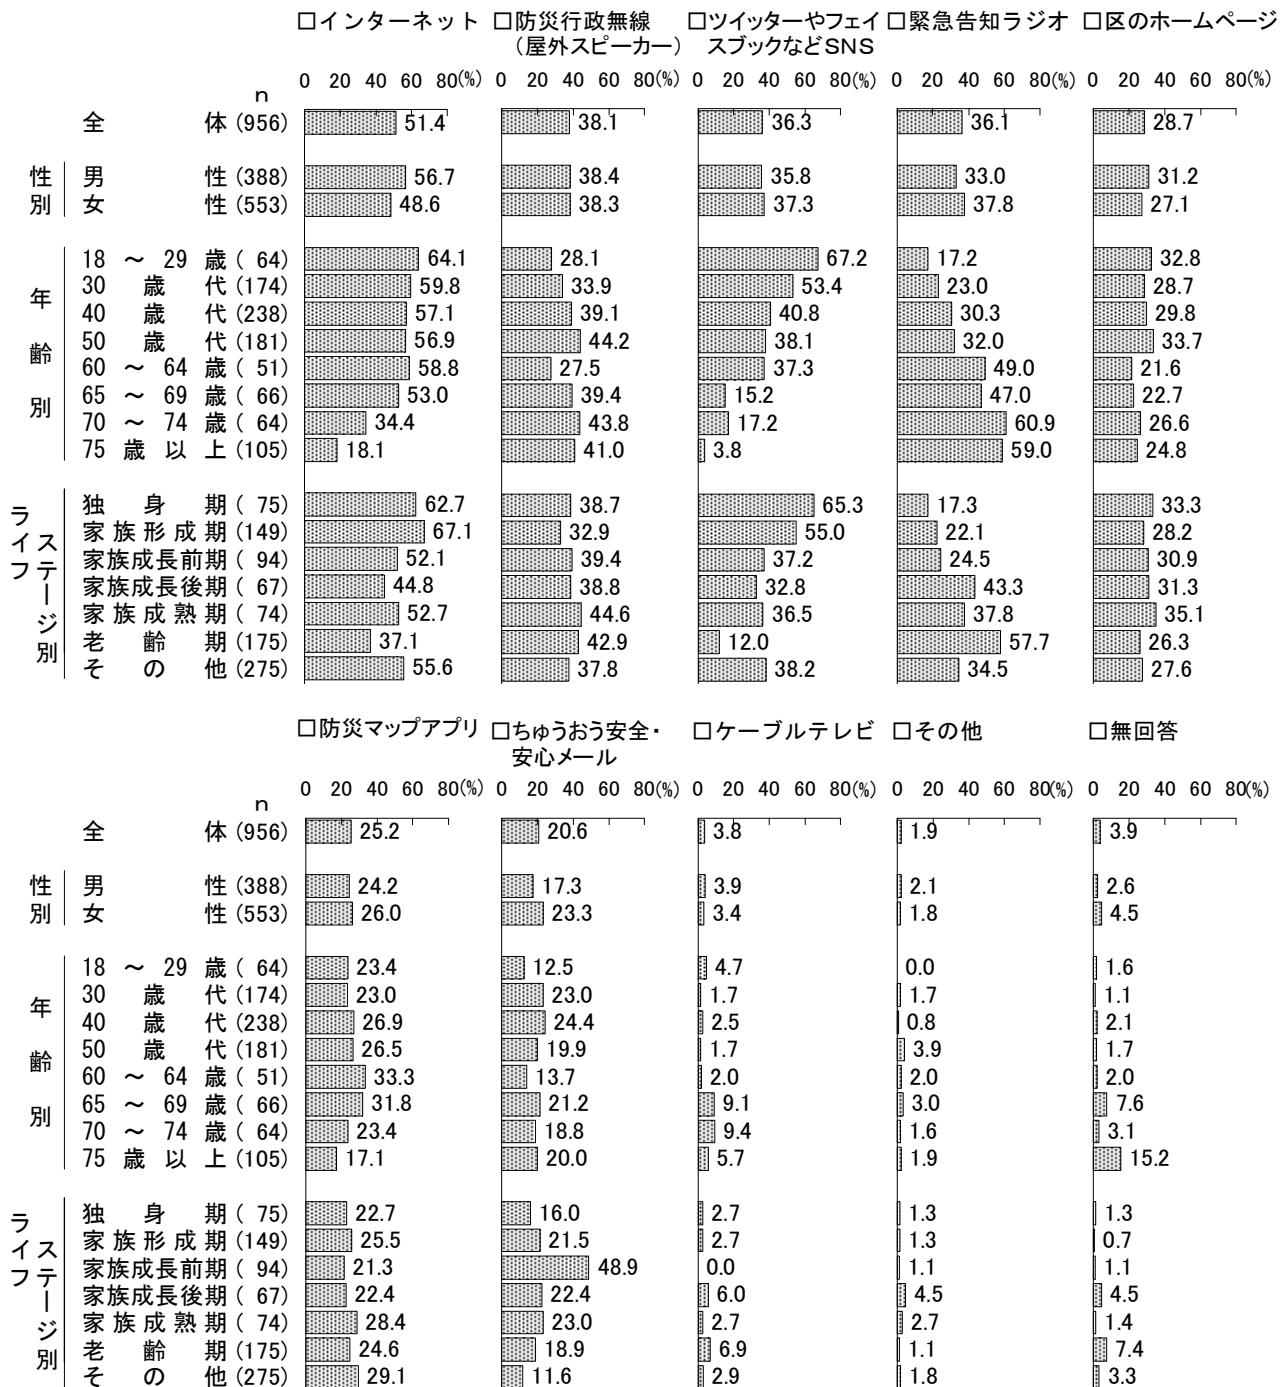 □インターネット □防災行政無線 □ツイッターやフェイ □緊急告知ラジオ □区のホームページ
（屋外スピーカー） スブックなどSNS
0 20 40 60 80(%) 0 20 40 60 80(%) 0 20 40 60 80(%) 0 20 40 60 80(%) 0 20 40 60 80(%)
n
全体(956) 51.4 38.1 36.3 36.1 28.7
性別
男性(388) 56.7 38.4 35.8 33.0 31.2
女性(553) 48.6 38.3 37.3 37.8 27.1
年齢別
18～29歳( 64) 64.1 28.1 67.2 17.2 32.8
30歳代(174) 59.8 33.9 53.4 23.0 28.7
40歳代(238) 57.1 39.1 40.8 30.3 29.8
50歳代(181) 56.9 44.2 38.1 32.0 33.7
60～64歳( 51) 58.8 27.5 37.3 49.0 21.6
65～69歳( 66) 53.0 39.4 15.2 47.0 22.7
70～74歳( 64) 34.4 43.8 17.2 60.9 26.6
75歳以上(105) 18.1 41.0 3.8 59.0 24.8
ライフステージ別
独身期( 75) 62.7 38.7 65.3 17.3 33.3
家族形成期(149) 67.1 32.9 55.0 22.1 28.2
家族成長前期( 94) 52.1 39.4 37.2 24.5 30.9
家族成長後期( 67) 44.8 38.8 32.8 43.3 31.3
家族成熟期( 74) 52.7 44.6 36.5 37.8 35.1
老齢期(175) 37.1 42.9 12.0 57.7 26.3
その他(275) 55.6 37.8 38.2 34.5 27.6
□防災マップアプリ □ちゅうおう安全・ □ケーブルテレビ □その他 □無回答
安心メール
0 20 40 60 80(%) 0 20 40 60 80(%) 0 20 40 60 80(%) 0 20 40 60 80(%) 0 20 40 60 80(%)
n
全体(956) 25.2 20.6 3.8 1.9 3.9
性別
男性(388) 24.2 17.3 3.9 2.1 2.6
女性(553) 26.0 23.3 3.4 1.8 4.5
年齢別
18～29歳( 64) 23.4 12.5 4.7 0.0 1.6
30歳代(174) 23.0 23.0 1.7 1.7 1.1
40歳代(238) 26.9 24.4 2.5 0.8 2.1
50歳代(181) 26.5 19.9 1.7 3.9 1.7
60～64歳( 51) 33.3 13.7 2.0 2.0 2.0
65～69歳( 66) 31.8 21.2 9.1 3.0 7.6
70～74歳( 64) 23.4 18.8 9.4 1.6 3.1
75歳以上(105) 17.1 20.0 5.7 1.9 15.2
ライフステージ別
独身期( 75) 22.7 16.0 2.7 1.3 1.3
家族形成期(149) 25.5 21.5 2.7 1.3 0.7
家族成長前期( 94) 21.3 48.9 0.0 1.1 1.1
家族成長後期( 67) 22.4 22.4 6.0 4.5 4.5
家族成熟期( 74) 28.4 23.0 2.7 2.7 1.4
老齢期(175) 24.6 18.9 6.9 1.1 7.4
その他(275) 29.1 11.6 2.9 1.8 3.3